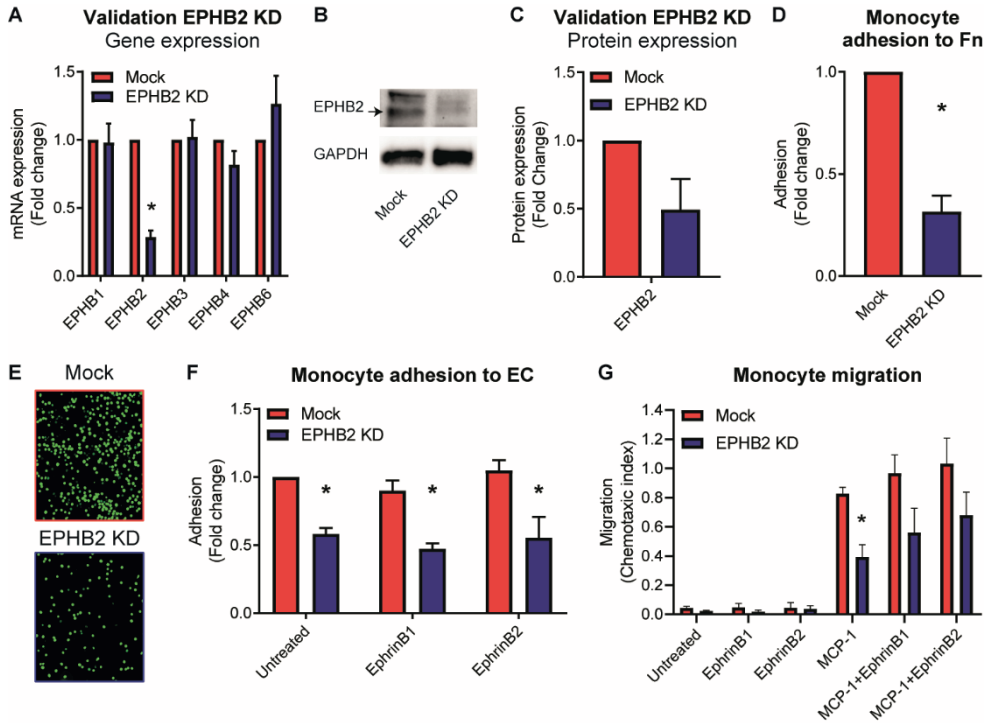 A
Validation EPHB2 KD
Gene expression
Mock
EPHB2 KD
mRNA expression
(Fold change)
1.5
1.0
0.5
0.0
*
EPHB1
EPHB2
EPHB3
EPHB4
EPHB6
B
EPHB2
GAPDH
Mock
EPHB2 KD
C
Validation EPHB2 KD
Protein expression
Mock
EPHB2 KD
Protein expression
(Fold Change)
1.5
1.0
0.5
0.0
EPHB2
D
Monocyte
adhesion to Fn
Adhesion
(Fold change)
1.0
0.5
0.0
*
Mock
EPHB2 KD
E
Mock
EPHB2 KD
F
Monocyte adhesion to EC
Mock
EPHB2 KD
Adhesion
(Fold change)
1.5
1.0
0.5
0.0
*
*
*
Untreated
EphrinB1
EphrinB2
G
Monocyte migration
Mock
EPHB2 KD
Migration
(Chemotaxic index)
1.4
1.2
1.0
0.8
0.6
0.4
0.2
0.0
*
Untreated
EphrinB1
EphrinB2
MCP-1
MCP-1+EphrinB1
MCP-1+EphrinB2